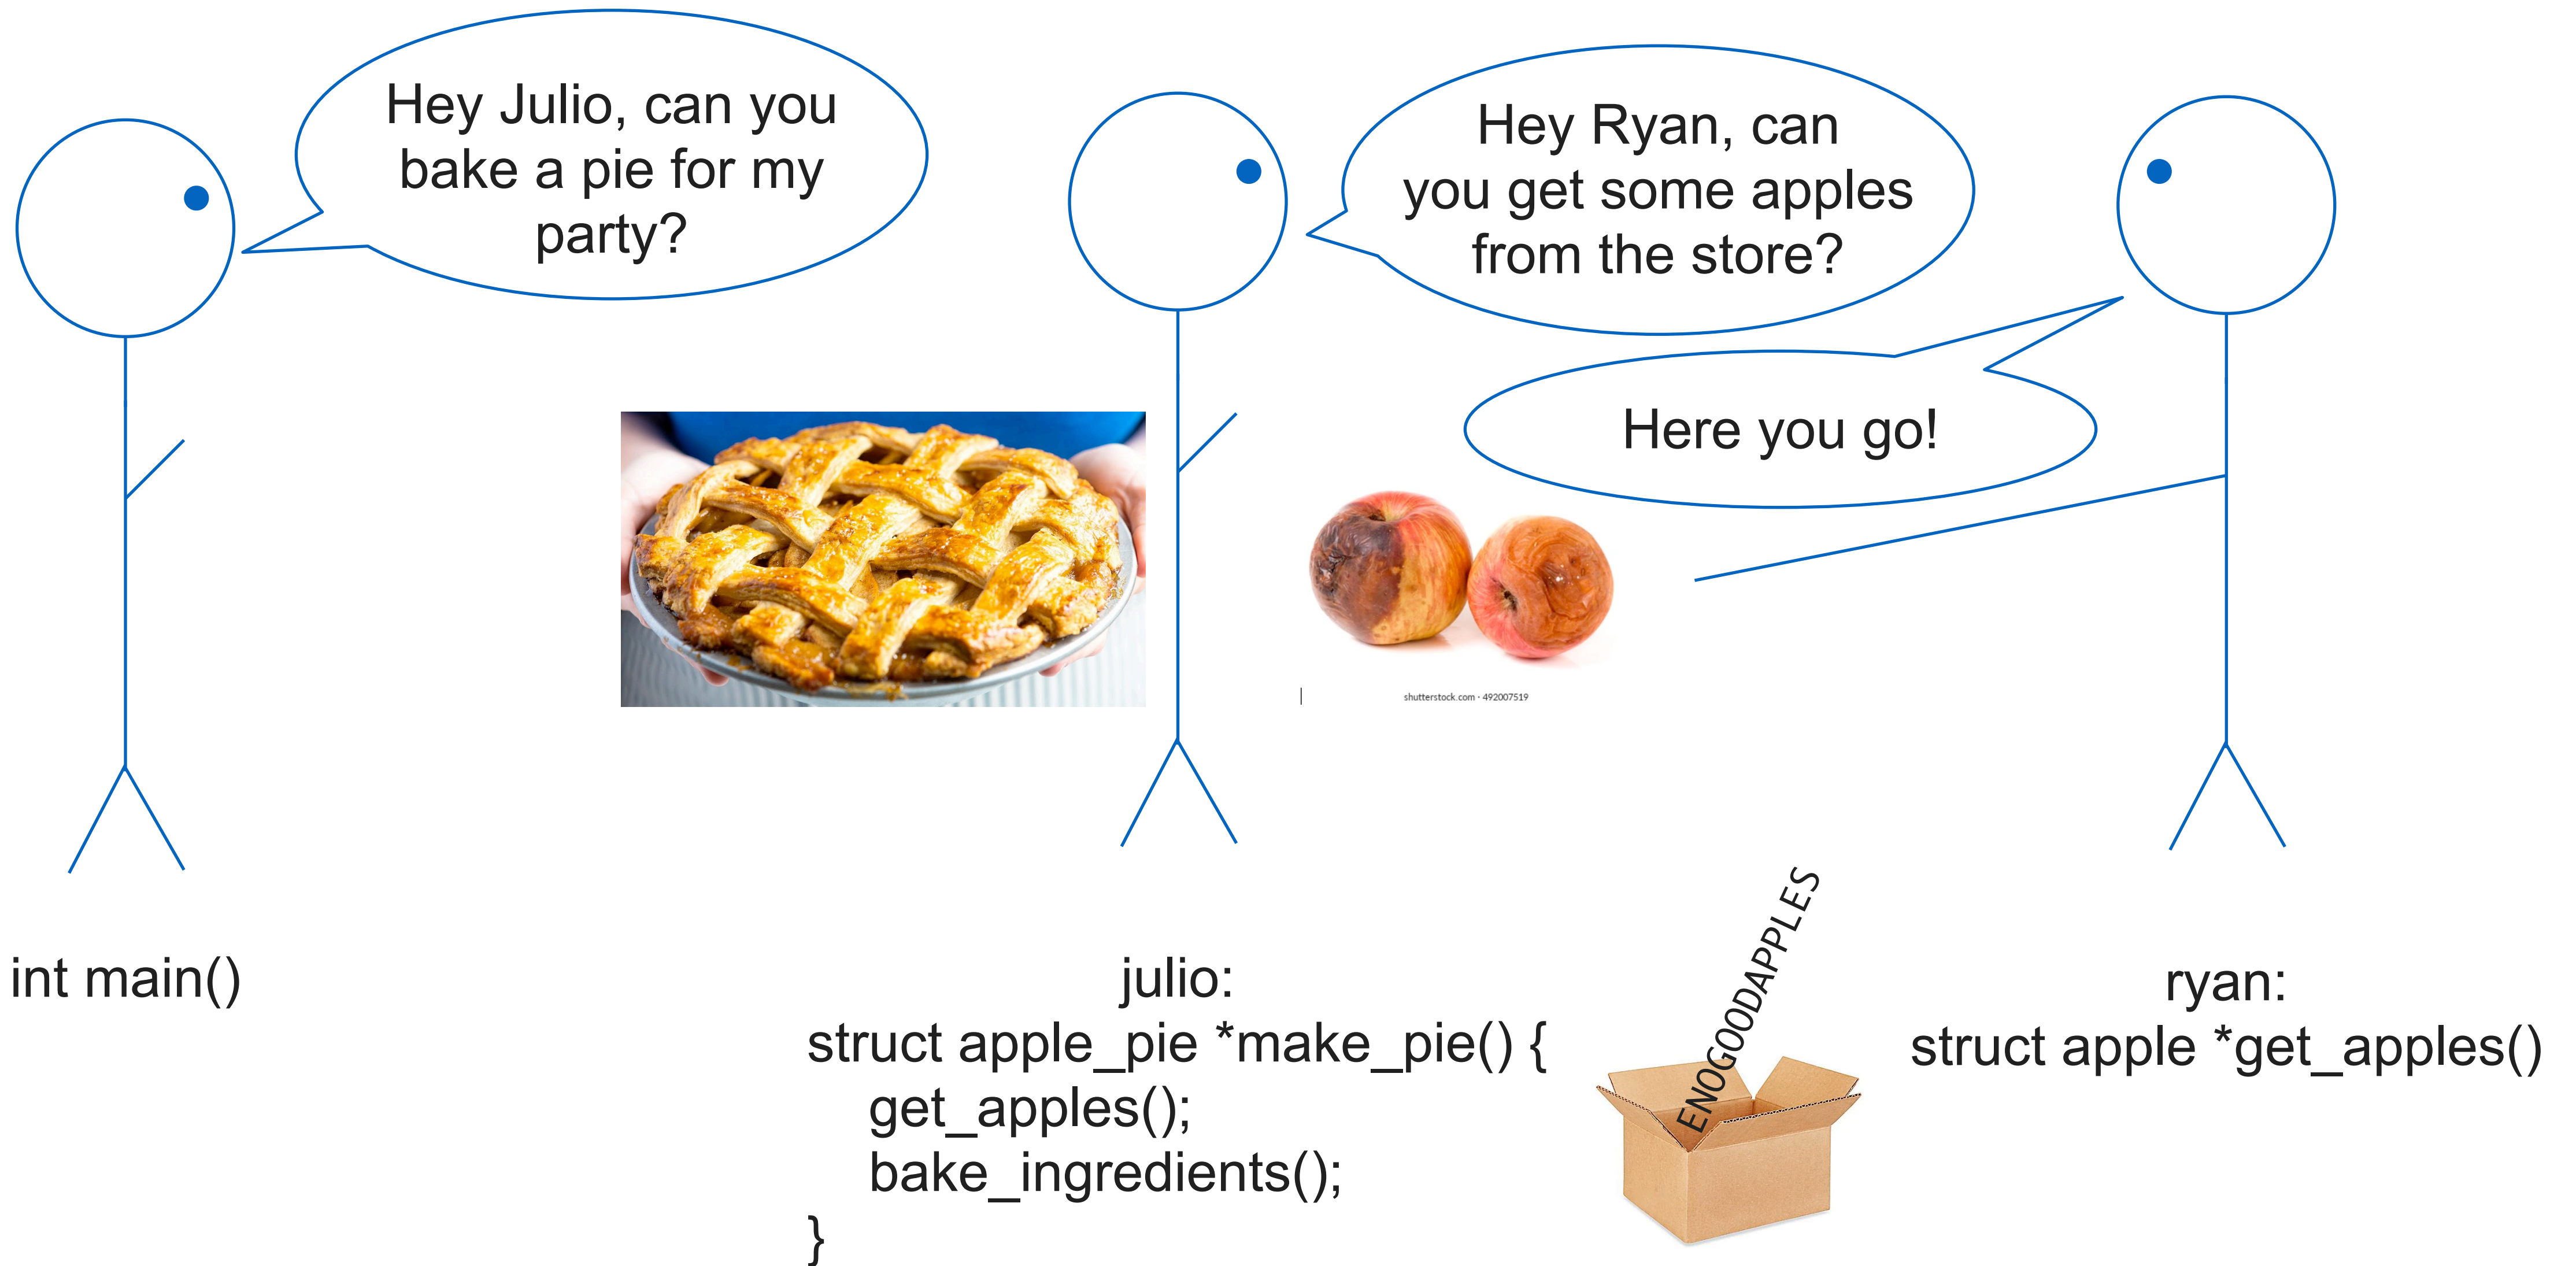 Hey Julio, can you
bake a pie for my
party?
Hey Ryan, can
you get some apples
from the store?
Here you go!
shutterstock.com · 492007519
int main()
julio:
struct apple_pie *make_pie() {
get_apples();
bake_ingredients();
}
ENOGOODAPPLES
ryan:
struct apple *get_apples()